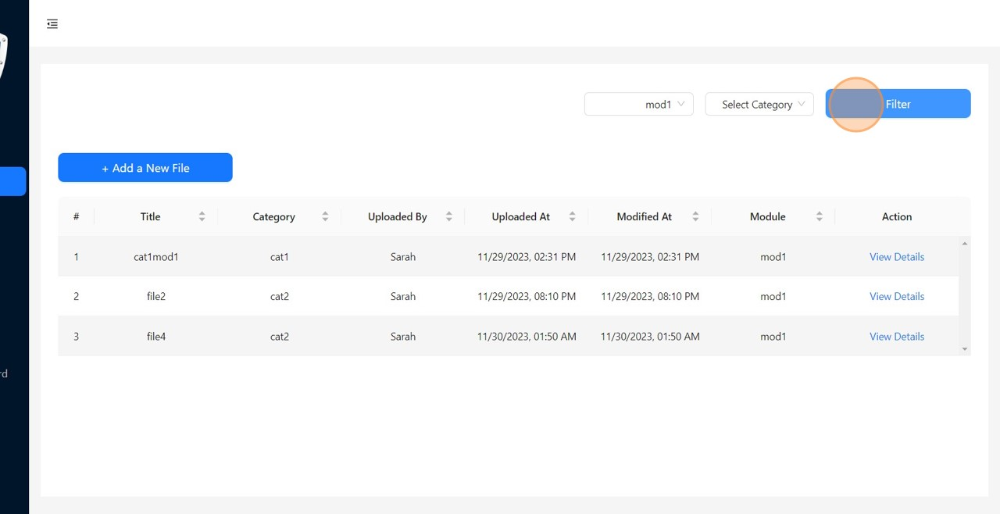 mod1 Select Category Filter
+ Add a New File
# Title Category Uploaded By Uploaded At Modified At Module Action
1 cat1mod1 cat1 Sarah 11/29/2023, 02:31 PM 11/29/2023, 02:31 PM mod1 View Details
2 file2 cat2 Sarah 11/29/2023, 08:10 PM 11/29/2023, 08:10 PM mod1 View Details
3 file4 cat2 Sarah 11/30/2023, 01:50 AM 11/30/2023, 01:50 AM mod1 View Details
rd